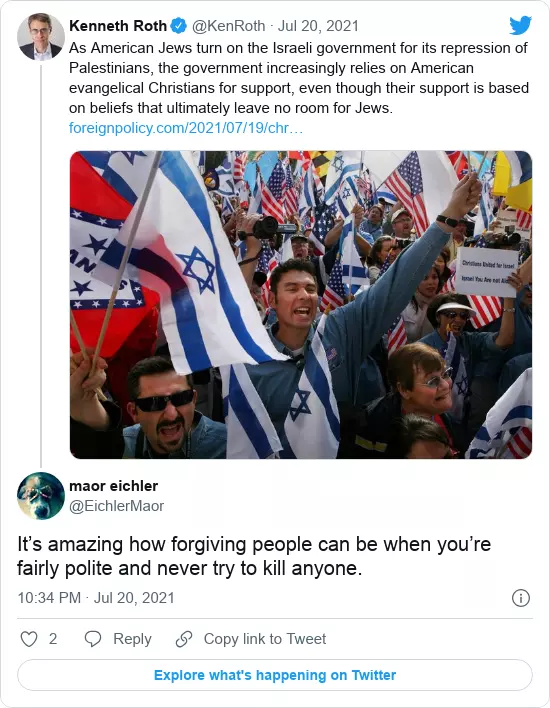 Kenneth Roth @KenRoth · Jul 20, 2021
As American Jews turn on the Israeli government for its repression of
Palestinians, the government increasingly relies on American
evangelical Christians for support, even though their support is based
on beliefs that ultimately leave no room for Jews.
foreignpolicy.com/2021/07/19/chr…
KAN
Christians United for Israel
Israel You Are not Al
maor eichler
@EichlerMaor
It’s amazing how forgiving people can be when you’re
fairly polite and never try to kill anyone.
10:34 PM · Jul 20, 2021
2 Reply Copy link to Tweet
Explore what's happening on Twitter